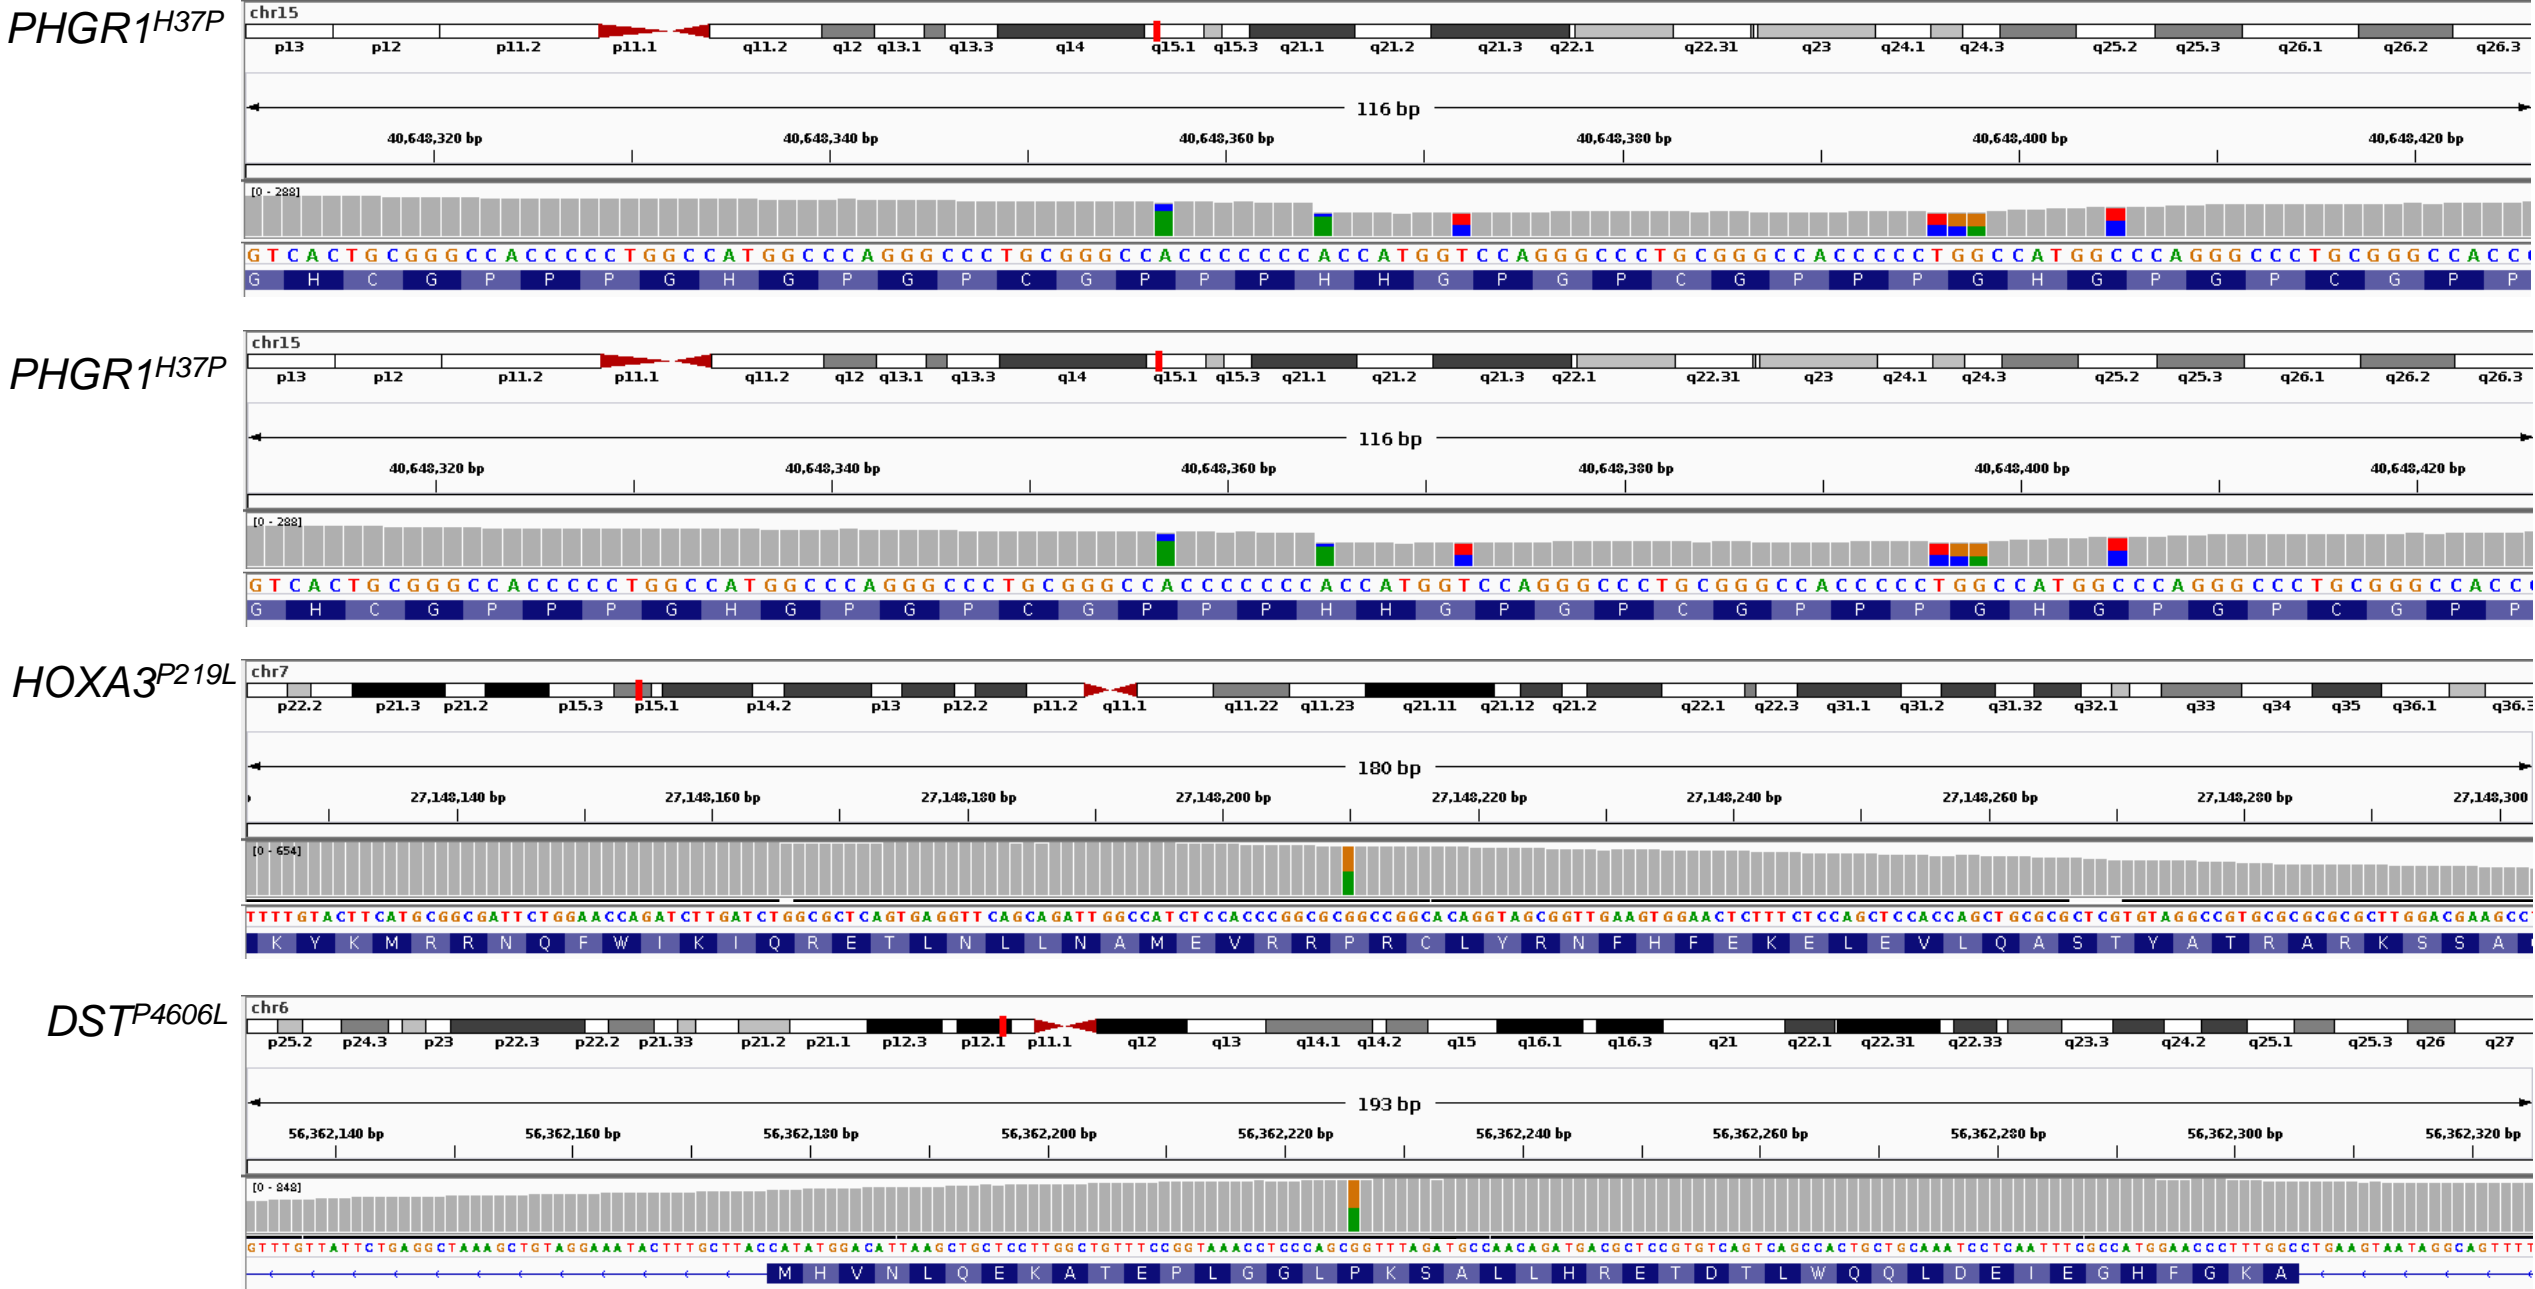 PHGR1H37P
chr15
p13 p12 p11.2 p11.1 q11.2 q12 q13.1 q13.3 q14 q15.1 q15.3 q21.1 q21.2 q21.3 q22.1 q22.31 q23 q24.1 q24.3 q25.2 q25.3 q26.1 q26.2 q26.3
116 bp
40,648,320 bp 40,648,340 bp 40,648,360 bp 40,648,380 bp 40,648,400 bp 40,648,420 bp
[0 - 288]
GTCACTGCGGGCCACCCCCTGGCCATGGCCCAGGGCCCTGCGGGCCACCCCCCCACCATGGTCCAGGGCCCTGCGGGCCACCCCCTGGCCATGGCCCAGGGCCCTGCGGGCCACC
G H C G P P P G H G P G P C G P P P H H G P G P C G P P P G H G P G P C G P P
PHGR1H37P
chr15
p13 p12 p11.2 p11.1 q11.2 q12 q13.1 q13.3 q14 q15.1 q15.3 q21.1 q21.2 q21.3 q22.1 q22.31 q23 q24.1 q24.3 q25.2 q25.3 q26.1 q26.2 q26.3
116 bp
40,648,320 bp 40,648,340 bp 40,648,360 bp 40,648,380 bp 40,648,400 bp 40,648,420 bp
[0 - 288]
GTCACTGCGGGCCACCCCCTGGCCATGGCCCAGGGCCCTGCGGGCCACCCCCCCACCATGGTCCAGGGCCCTGCGGGCCACCCCCTGGCCATGGCCCAGGGCCCTGCGGGCCACC
G H C G P P P G H G P G P C G P P P H H G P G P C G P P P G H G P G P C G P P
HOXA3P219L
chr7
p22.2 p21.3 p21.2 p15.3 p15.1 p14.2 p13 p12.2 p11.2 q11.1 q11.22 q11.23 q21.11 q21.12 q21.2 q22.1 q22.3 q31.1 q31.2 q31.32 q32.1 q33 q34 q35 q36.1 q36.3
180 bp
27,148,140 bp 27,148,160 bp 27,148,180 bp 27,148,200 bp 27,148,220 bp 27,148,240 bp 27,148,260 bp 27,148,280 bp 27,148,300
[0 - 654]
TTTTGTACTTCATGCGGCGATTCTGGAACCAGATCTTGATCTGGCGCTCAGTGAGGTTCAGCAGATTGGCCATCTCCACCCGGCGCGGCCGGCACAGGTAGCGGTTGAAGTGGAACTCTTTCTCCAGCTCCACCAGCTGCGCGCTCGTGTAGGCCGTGCGCGCGCGCTTGGACGAAGCC
K Y K M R R N Q F W I K I Q R E T L N L L N A M E V R R P R C L Y R N F H F E K E L E V L Q A S T Y A T R A R K S S A
DSTP4606L
chr6
p25.2 p24.3 p23 p22.3 p22.2 p21.33 p21.2 p21.1 p12.3 p12.1 p11.1 q12 q13 q14.1 q14.2 q15 q16.1 q16.3 q21 q22.1 q22.31 q22.33 q23.3 q24.2 q25.1 q25.3 q26 q27
193 bp
56,362,140 bp 56,362,160 bp 56,362,180 bp 56,362,200 bp 56,362,220 bp 56,362,240 bp 56,362,260 bp 56,362,280 bp 56,362,300 bp 56,362,320 bp
[0 - 848]
GTTTGTTATTCTGAGGCTAAAGCTGTAGGAAATACTTTGCTTACCATATGGACATTAAGCTGCTCCTTGGCTGTTTCCGGTAAACCTCCCAGCGGTTTAGATGCCAACAGATGACGCTCCGTGTCAGTCAGCCACTGCTGCAAATCCTCAATTTCGCCATGGAACCCTTTGGCCTGAAGTAATAGGCAGTTTT
M H V N L Q E K A T E P L G G L P K S A L L H R E T D T L W Q Q L D E I E G H F G K A